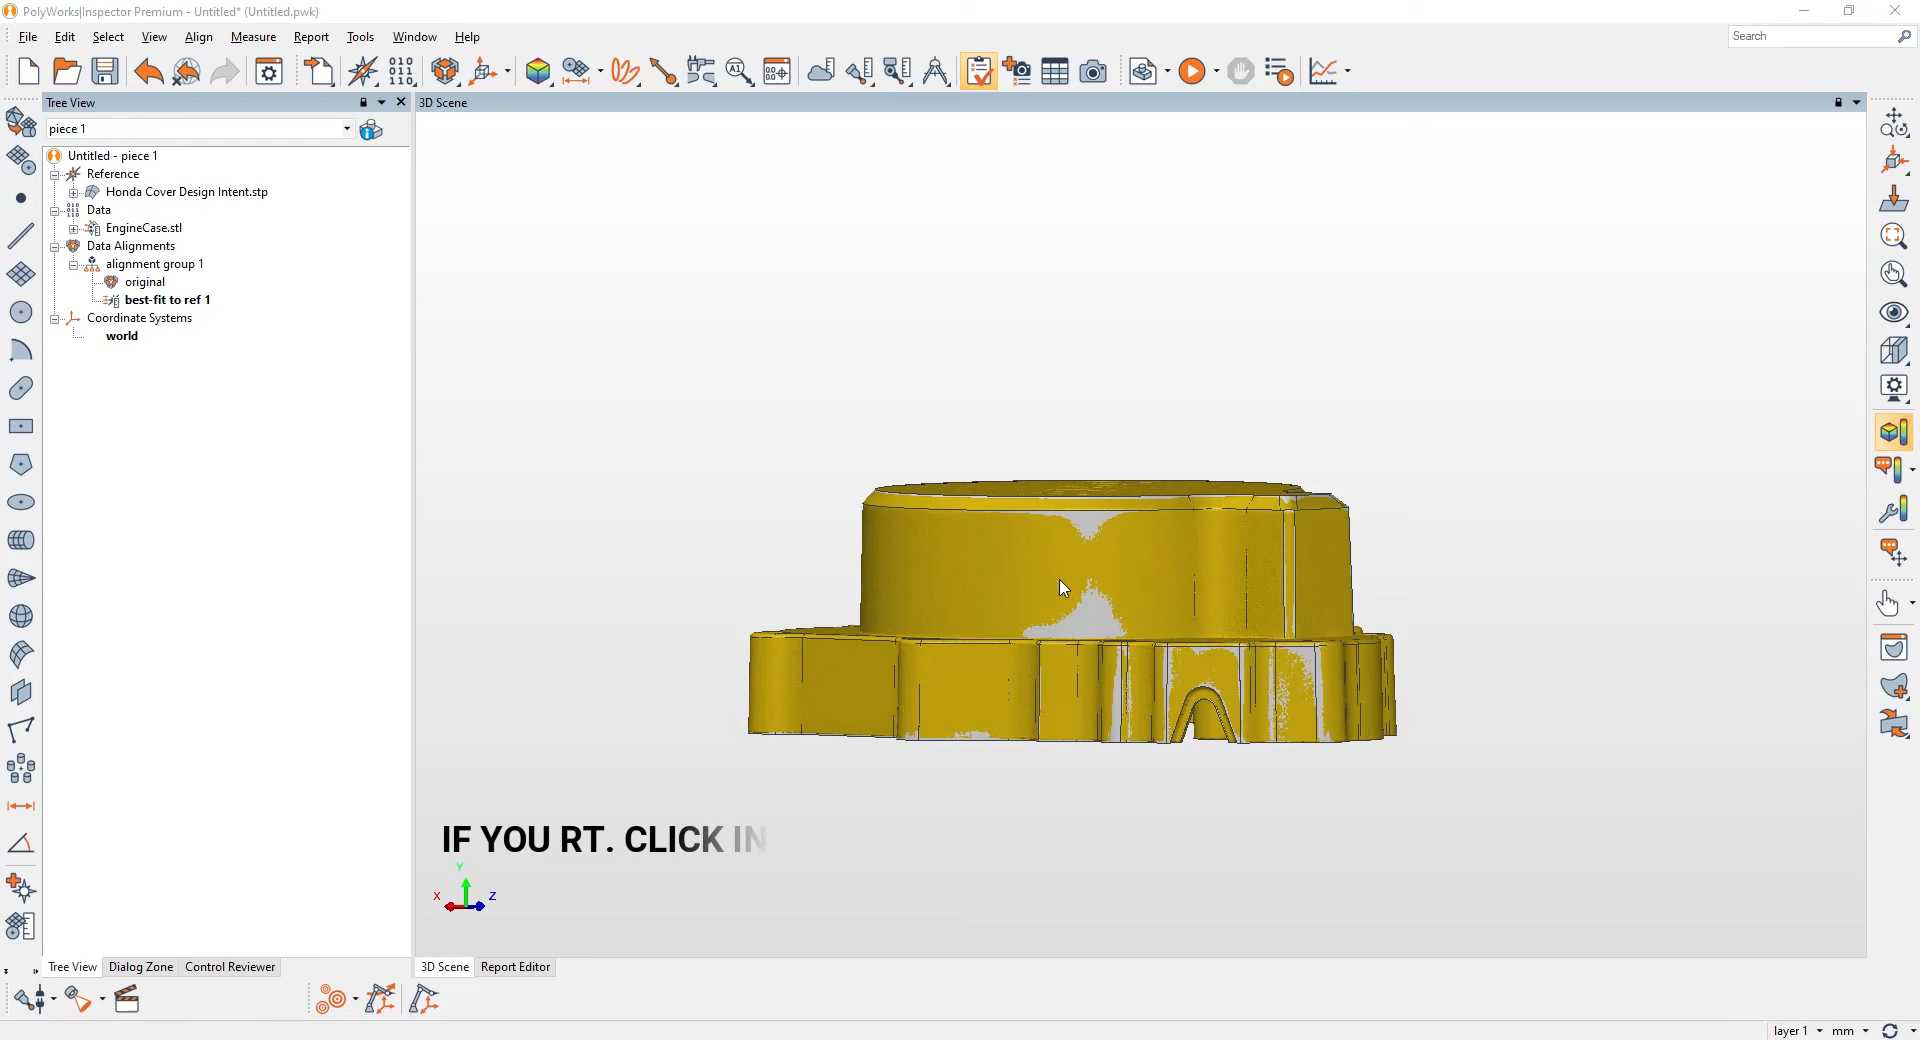 PolyWorks|Inspector Premium - Untitled* (Untitled.pwk)
File Edit Select View Align Measure Report Tools Window Help
Search
Tree View
3D Scene
piece 1
Untitled - piece 1
Reference
Honda Cover Design Intent.stp
Data
EngineCase.stl
Data Alignments
alignment group 1
original
best-fit to ref 1
Coordinate Systems
world
IF YOU RT. CLICK IN
Y
X
Z
Tree View Dialog Zone Control Reviewer
3D Scene Report Editor
layer 1 mm